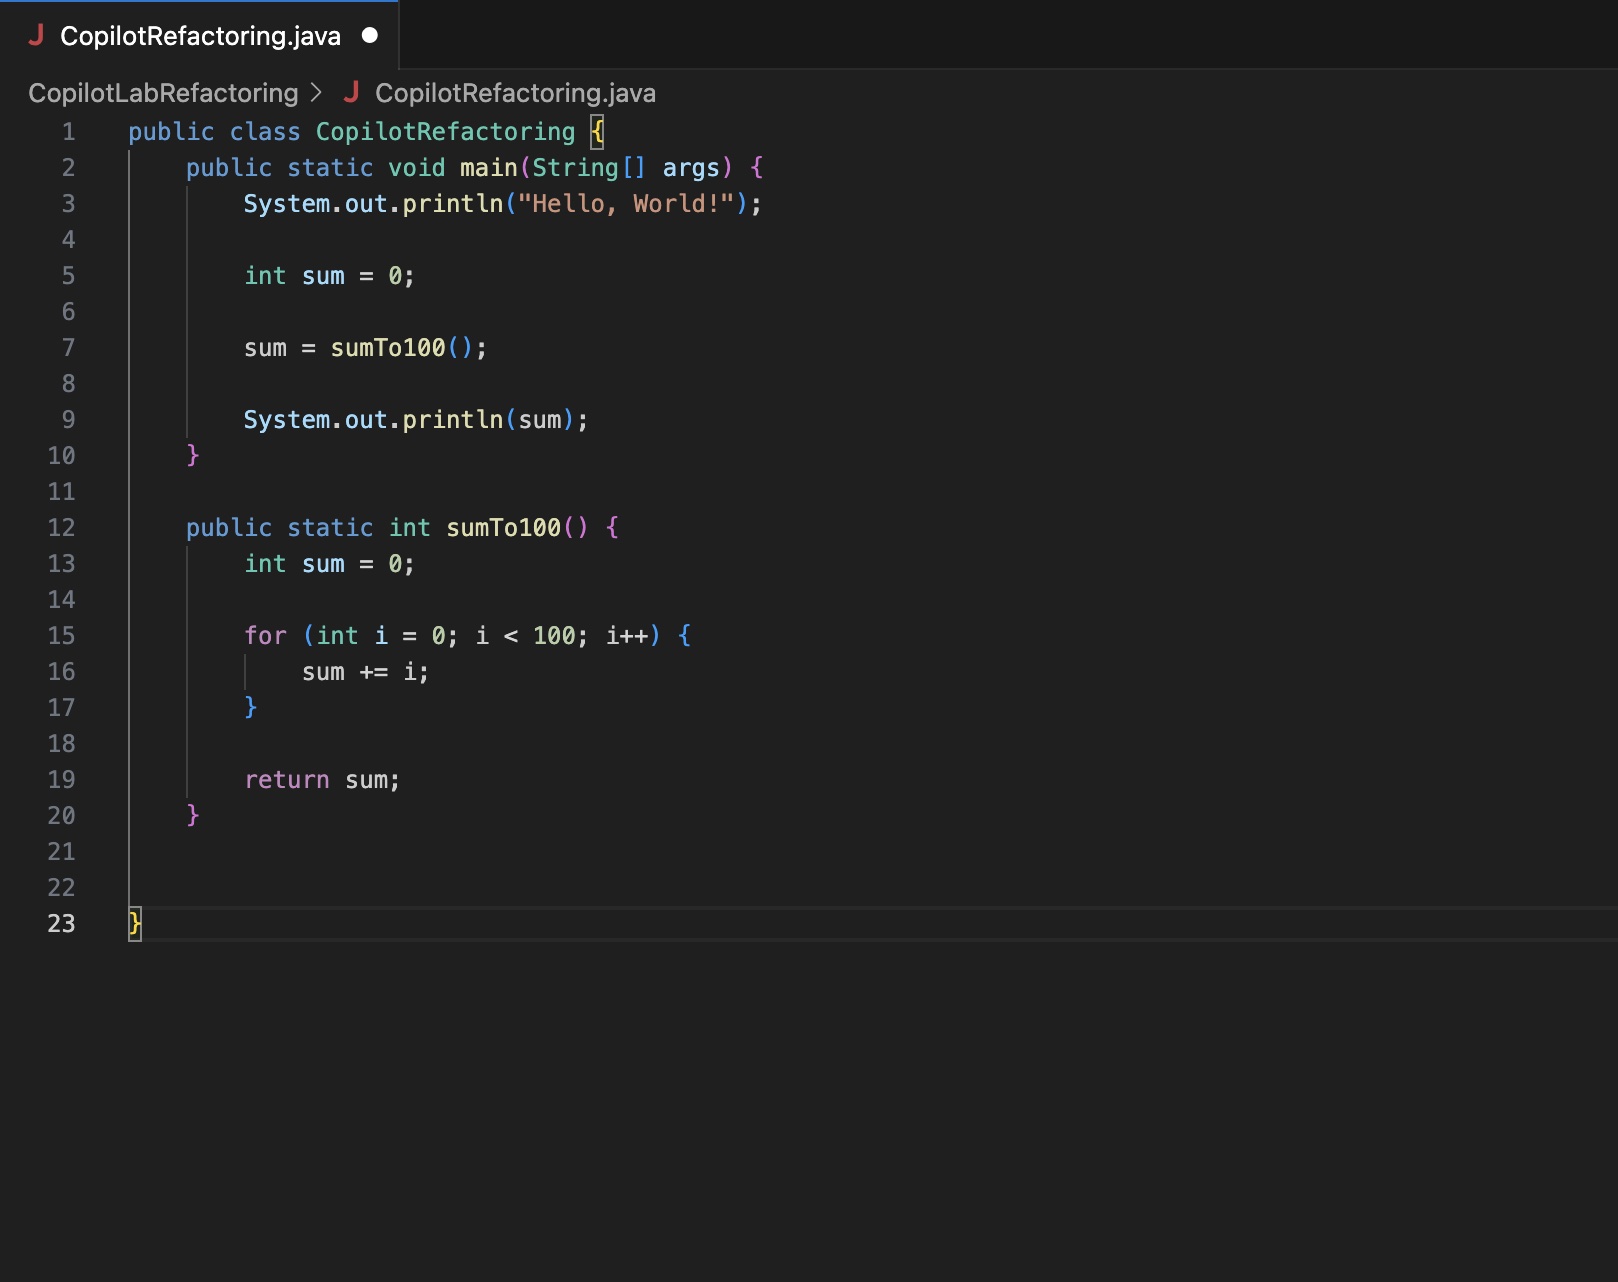 J CopilotRefactoring.java
CopilotLabRefactoring > J CopilotRefactoring.java
1 public class CopilotRefactoring {
2     public static void main(String[] args) {
3         System.out.println("Hello, World!");
4
5         int sum = 0;
6
7         sum = sumTo100();
8
9         System.out.println(sum);
10     }
11
12     public static int sumTo100() {
13         int sum = 0;
14
15         for (int i = 0; i < 100; i++) {
16             sum += i;
17         }
18
19         return sum;
20     }
21
22
23 }